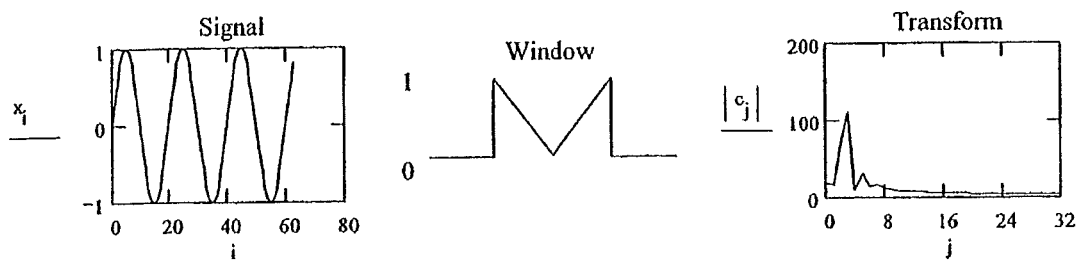 Signal
1
0
−1
x_i
0 20 40 60 80
i
Window
1
0
Transform
200
100
0
|c_j|
0 8 16 24 32
j